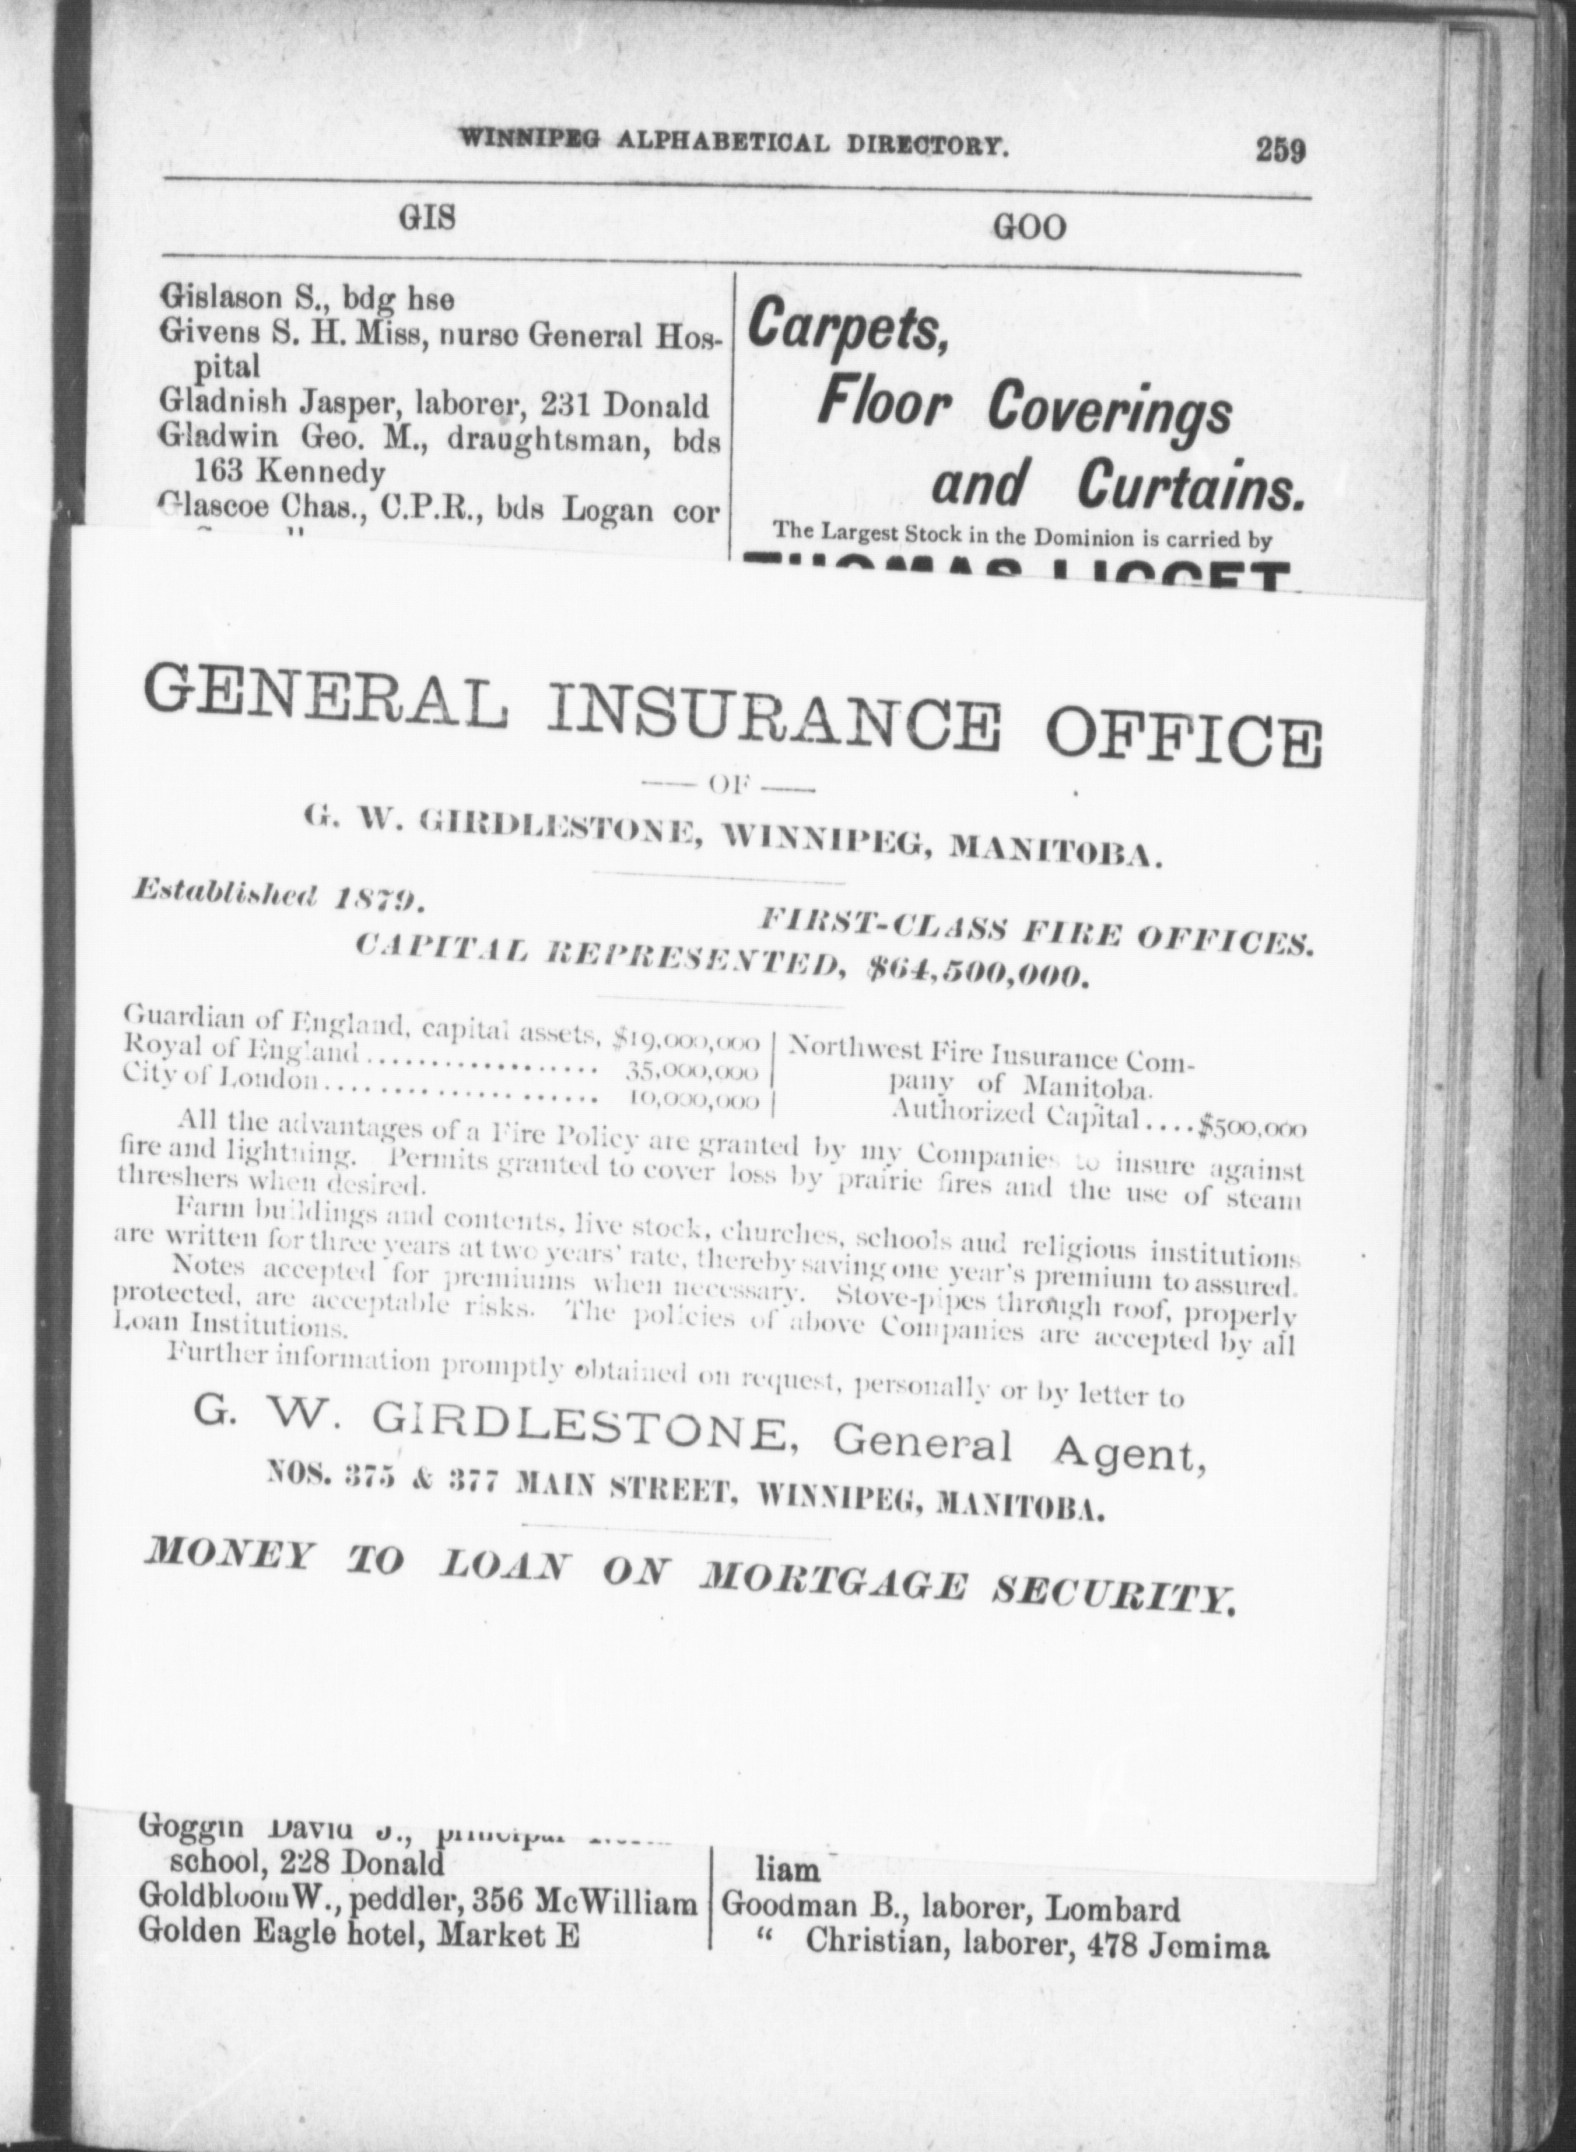 WINNIPEG ALPHABETICAL DIRECTORY. 259
GIS
GOO
Gislason S., bdg hse
Givens S. H. Miss, nurse General Hos-
pital
Gladnish Jasper, laborer, 231 Donald
Gladwin Geo. M., draughtsman, bds
163 Kennedy
Glascoe Chas., C.P.R., bds Logan cor
Carpets,
Floor Coverings
and Curtains.
The Largest Stock in the Dominion is carried by
THOMAS LIGGET
GENERAL INSURANCE OFFICE
OF
G. W. GIRDLESTONE, WINNIPEG, MANITOBA.
Established 1879.
FIRST-CLASS FIRE OFFICES.
CAPITAL REPRESENTED, $64,500,000.
Guardian of England, capital assets, $19,000,000
Royal of England .................. 35,000,000
City of London .................. 10,000,000
Northwest Fire Insurance Com-
pany of Manitoba.
Authorized Capital....$500,000
All the advantages of a Fire Policy are granted by my Companies to insure against
fire and lightning. Permits granted to cover loss by prairie fires and the use of steam
threshers when desired.
Farm buildings and contents, live stock, churches, schools and religious institutions
are written for three years at two years' rate, thereby saving one year's premium to assured.
Notes accepted for premiums when necessary. Stove-pipes through roof, properly
protected, are acceptable risks. The policies of above Companies are accepted by all
Loan Institutions.
Further information promptly obtained on request, personally or by letter to
G. W. GIRDLESTONE, General Agent,
NOS. 375 & 377 MAIN STREET, WINNIPEG, MANITOBA.
MONEY TO LOAN ON MORTGAGE SECURITY.
Goggin David J., principal
school, 228 Donald
Goldbloom W., peddler, 356 McWilliam
Golden Eagle hotel, Market E
liam
Goodman B., laborer, Lombard
" Christian, laborer, 478 Jemima